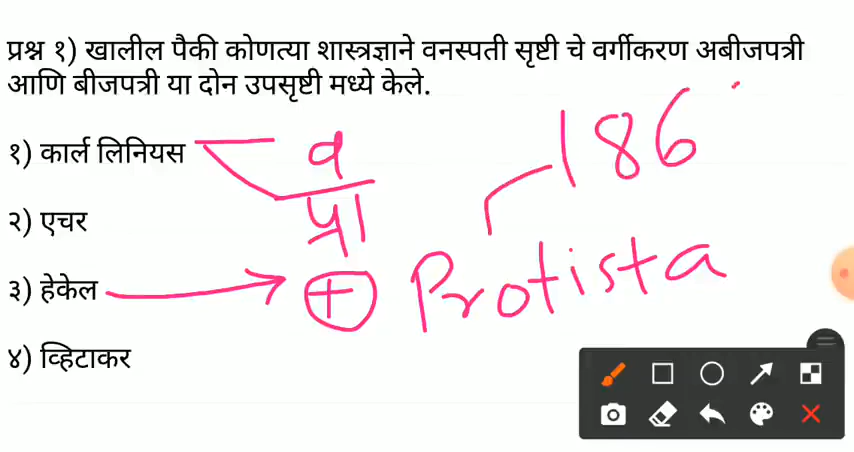 प्रश्न १) खालील पैकी कोणत्या शास्त्रज्ञाने वनस्पती सृष्टी चे वर्गीकरण अबीजपत्री
आणि बीजपत्री या दोन उपसृष्टी मध्ये केले.
१) कार्ल लिनियस
व
186
प्रा
२) एचर
+ Protista
३) हेकेल
४) व्हिटाकर